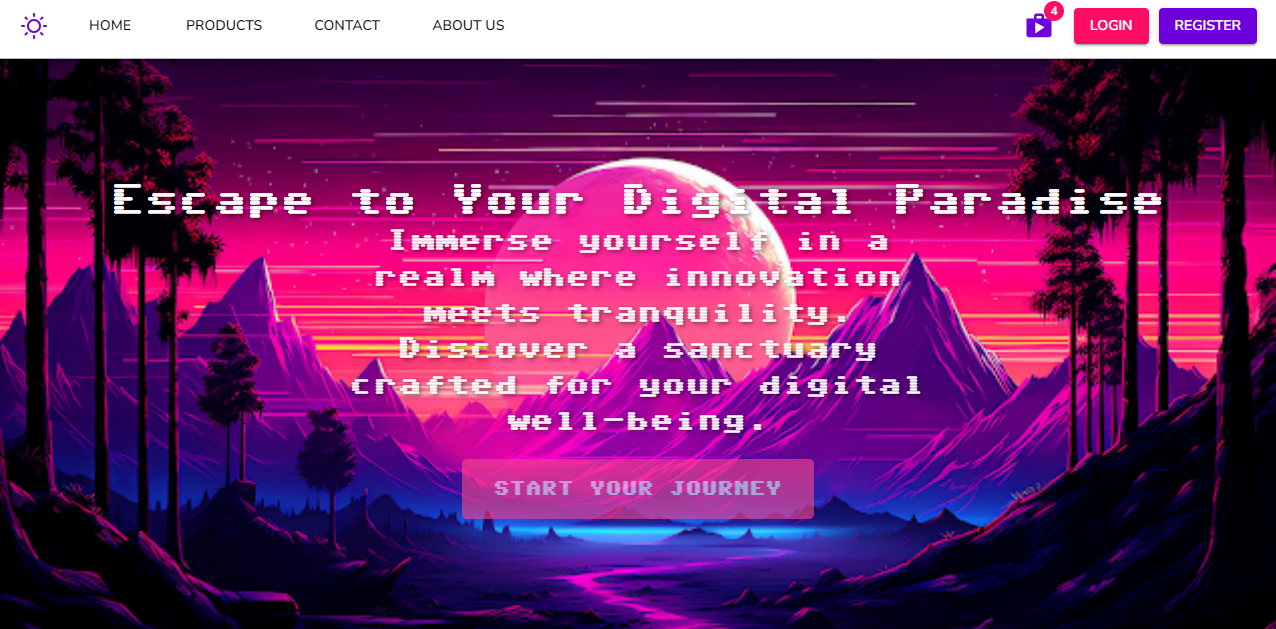 HOME PRODUCTS CONTACT ABOUT US 4 LOGIN REGISTER
Escape to Your Digital Paradise
Immerse yourself in a
realm where innovation
meets tranquility.
Discover a sanctuary
crafted for your digital
well-being.
START YOUR JOURNEY